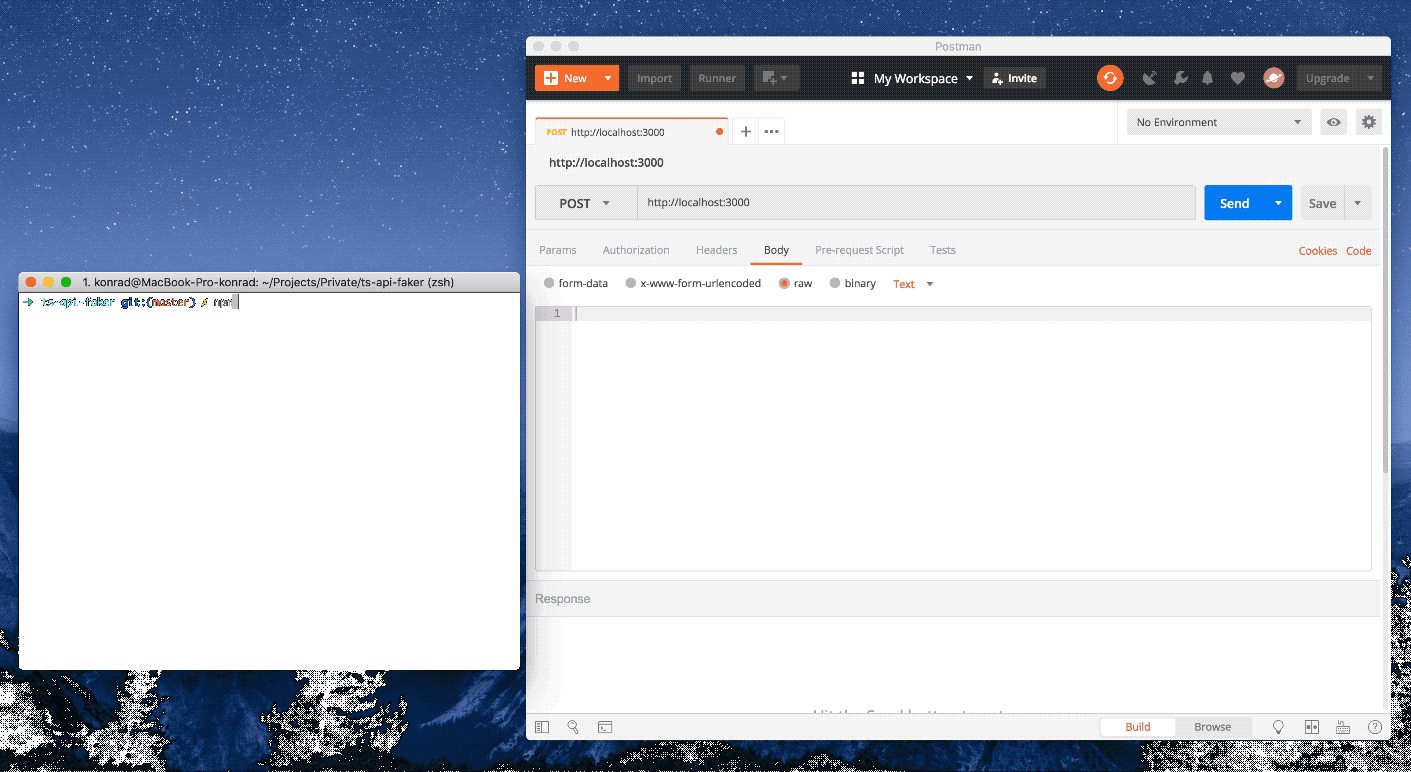 Postman
New
Import
Runner
My Workspace
Invite
Upgrade
POST http://localhost:3000
No Environment
http://localhost:3000
POST
http://localhost:3000
Send
Save
Params
Authorization
Headers
Body
Pre-request Script
Tests
Cookies
Code
1. konrad@MacBook-Pro-konrad: ~/Projects/Private/ts-api-faker (zsh)
ts-api-faker git:(master) npm
form-data
x-www-form-urlencoded
raw
binary
Text
1
Response
Build
Browse